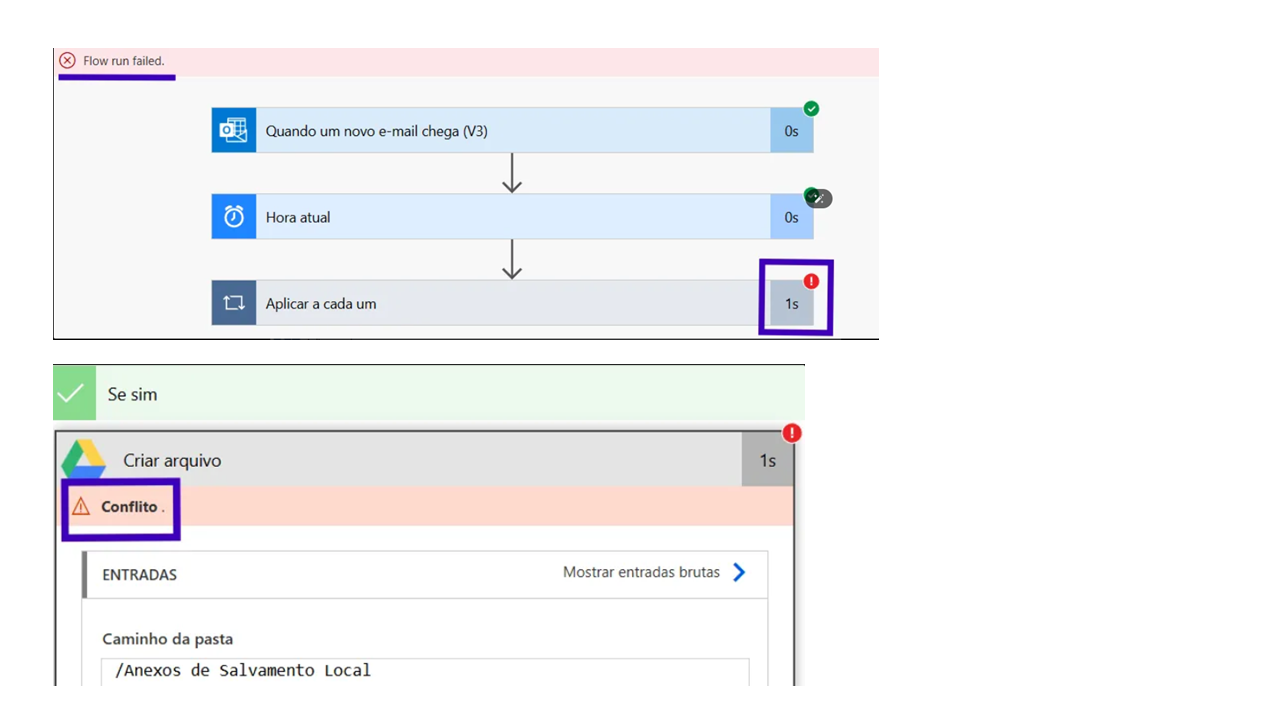 Flow run failed.
Quando um novo e-mail chega (V3)
0s
Hora atual
0s
Aplicar a cada um
1s
Se sim
Criar arquivo
1s
Conflito .
ENTRADAS
Mostrar entradas brutas
Caminho da pasta
/Anexos de Salvamento Local